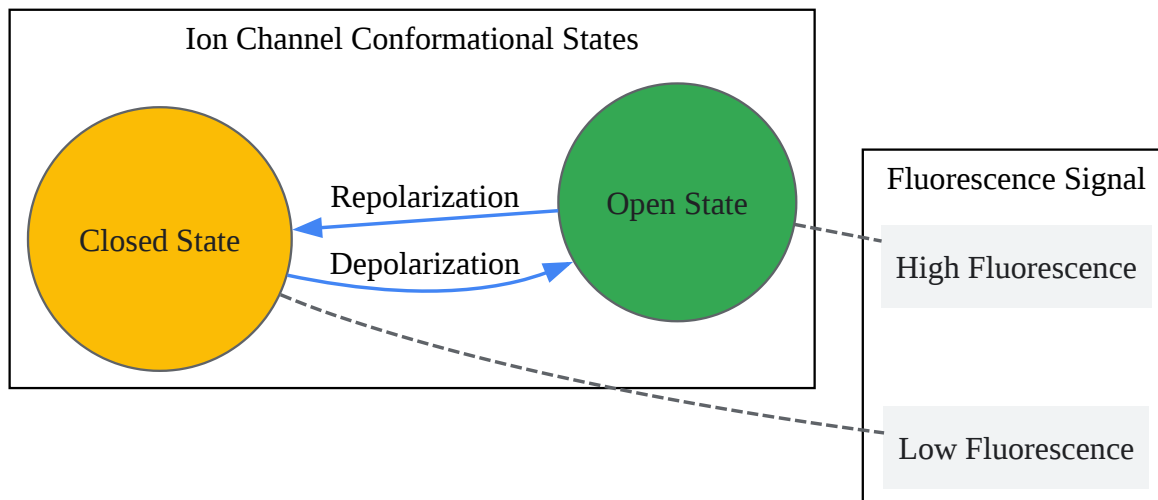 Ion Channel Conformational States
Closed State
Repolarization
Depolarization
Open State
Fluorescence Signal
High Fluorescence
Low Fluorescence